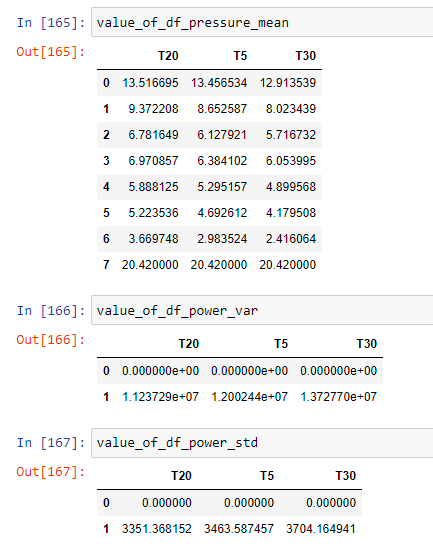 In [165]: value_of_df_pressure_mean
Out[165]:
T20 T5 T30
0 13.516695 13.456534 12.913539
1 9.372208 8.652587 8.023439
2 6.781649 6.127921 5.716732
3 6.970857 6.384102 6.053995
4 5.888125 5.295157 4.899568
5 5.223536 4.692612 4.179508
6 3.669748 2.983524 2.416064
7 20.420000 20.420000 20.420000
In [166]: value_of_df_power_var
Out[166]:
T20 T5 T30
0 0.000000e+00 0.000000e+00 0.000000e+00
1 1.123729e+07 1.200244e+07 1.372770e+07
In [167]: value_of_df_power_std
Out[167]:
T20 T5 T30
0 0.000000 0.000000 0.000000
1 3351.368152 3463.587457 3704.164941